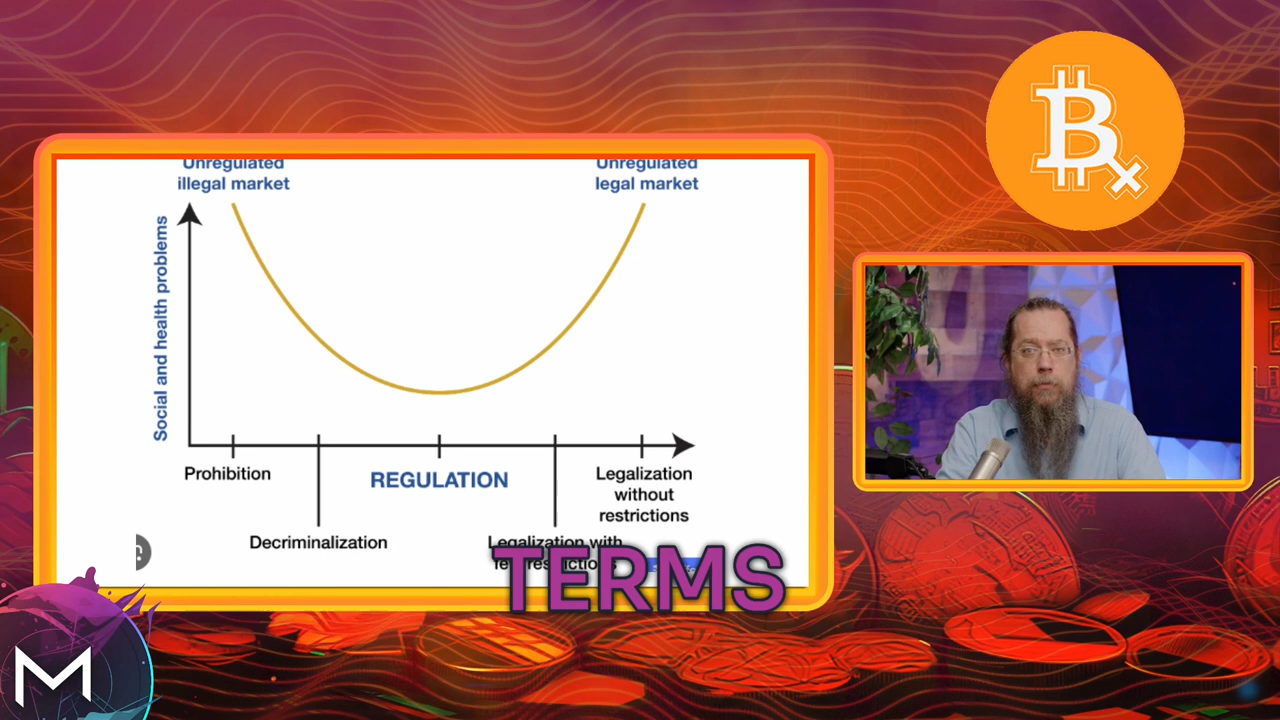 Unregulated
illegal market
Unregulated
legal market
Social and health problems
Prohibition
REGULATION
Legalization
without
restrictions
Decriminalization
Legalization with
TERMS
B
x
M